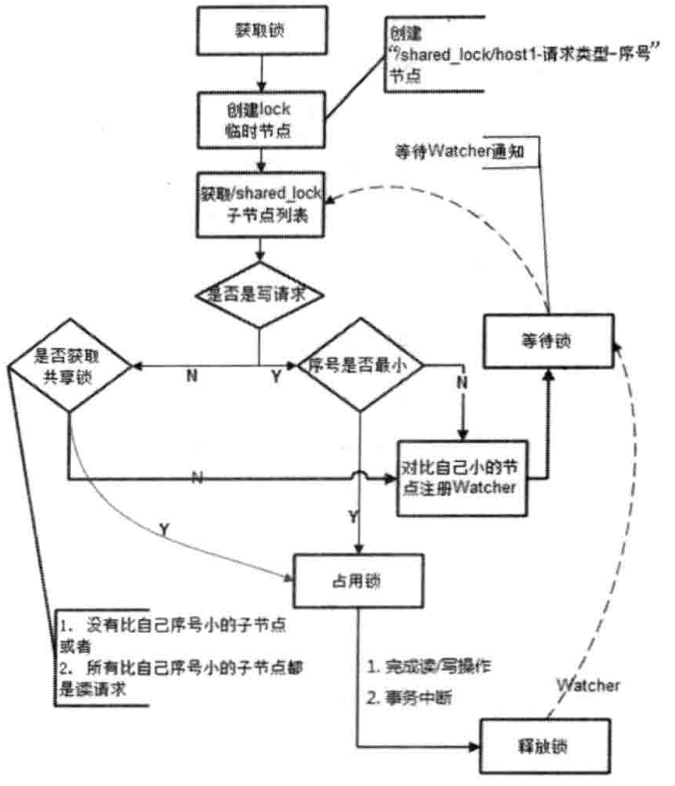 获取锁
创建
“/shared_lock/host1-请求类型-序号”
节点
创建lock
临时节点
等待Watcher通知
获取/shared_lock
子节点列表
是否是写请求
等待锁
是否获取
共享锁
N
Y
序号是否最小
N
对比自己小的节
点注册Watcher
N
Y
Y
占用锁
1. 没有比自己序号小的子节点
或者
2. 所有比自己序号小的子节点都
是读请求
1. 完成读/写操作
2. 事务中断
Watcher
释放锁